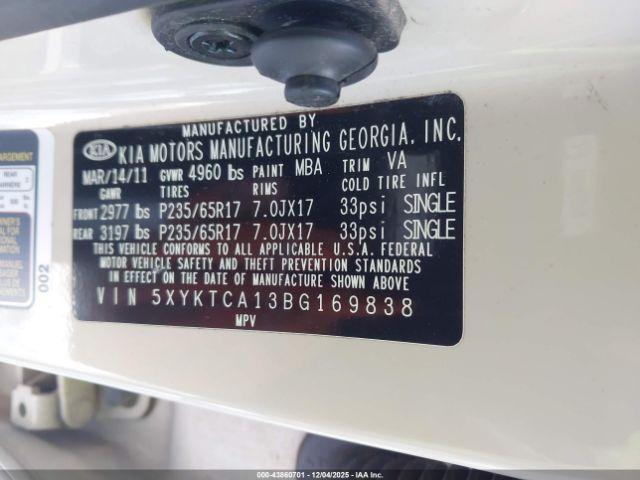 MANUFACTURED BY
KIA KIA MOTORS MANUFACTURING GEORGIA, INC.
MAR/14/11 GVWR 4960 lbs PAINT MBA TRIM VA
GAWR TIRES RIMS COLD TIRE INFL
FRONT 2977 lbs P235/65R17 7.0JX17 33psi SINGLE
REAR 3197 lbs P235/65R17 7.0JX17 33psi SINGLE
THIS VEHICLE CONFORMS TO ALL APPLICABLE U.S.A. FEDERAL
MOTOR VEHICLE SAFETY AND THEFT PREVENTION STANDARDS
IN EFFECT ON THE DATE OF MANUFACTURE SHOWN ABOVE
VIN 5XYKTCA13BG169838
MPV
002
000-43860701 - 12/04/2025 - IAA Inc.